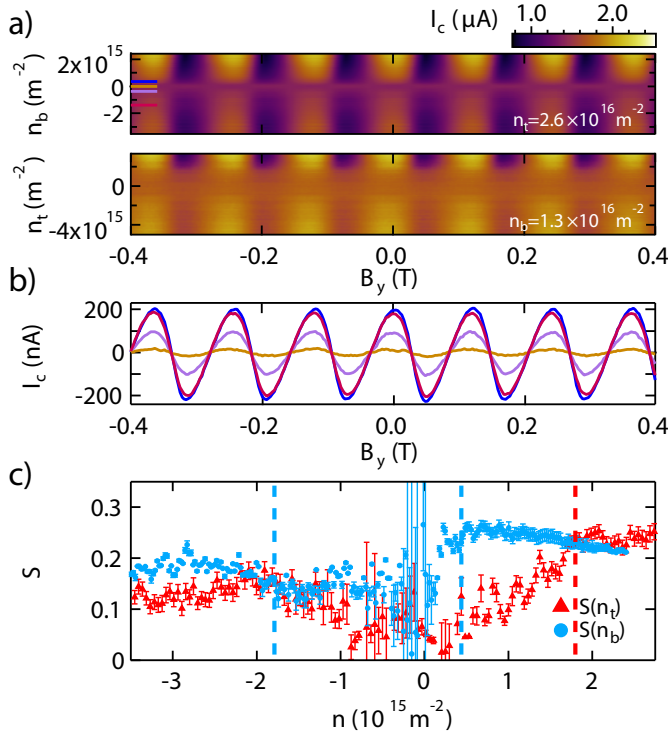 a)
I_c (μA)
1.0 2.0
2x10^15
0
-2
n_b (m^-2)
n_t=2.6×10^16 m^-2
0
-4x10^15
n_t (m^-2)
n_b=1.3×10^16 m^-2
-0.4 -0.2 0.0 0.2 0.4
B_y (T)
b)
200
0
-200
I_c (nA)
-0.4 -0.2 0.0 0.2 0.4
B_y (T)
c)
0.3
0.2
0.1
0
S
S(n_t)
S(n_b)
-3 -2 -1 0 1 2
n (10^15 m^-2)